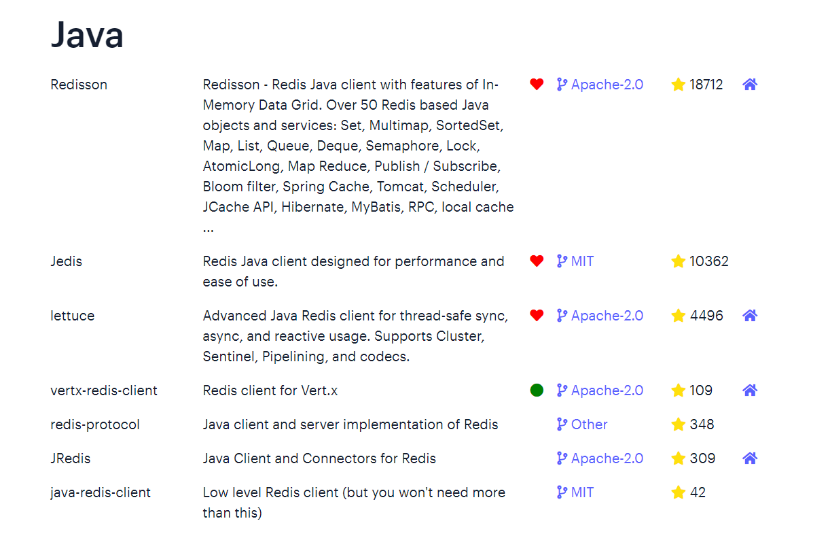 Java
Redisson Redisson - Redis Java client with features of In- Apache-2.0 18712
Memory Data Grid. Over 50 Redis based Java
objects and services: Set, Multimap, SortedSet,
Map, List, Queue, Deque, Semaphore, Lock,
AtomicLong, Map Reduce, Publish / Subscribe,
Bloom filter, Spring Cache, Tomcat, Scheduler,
JCache API, Hibernate, MyBatis, RPC, local cache
...
Jedis Redis Java client designed for performance and MIT 10362
ease of use.
lettuce Advanced Java Redis client for thread-safe sync, Apache-2.0 4496
async, and reactive usage. Supports Cluster,
Sentinel, Pipelining, and codecs.
vertx-redis-client Redis client for Vert.x Apache-2.0 109
redis-protocol Java client and server implementation of Redis Other 348
JRedis Java Client and Connectors for Redis Apache-2.0 309
java-redis-client Low level Redis client (but you won't need more MIT 42
than this)